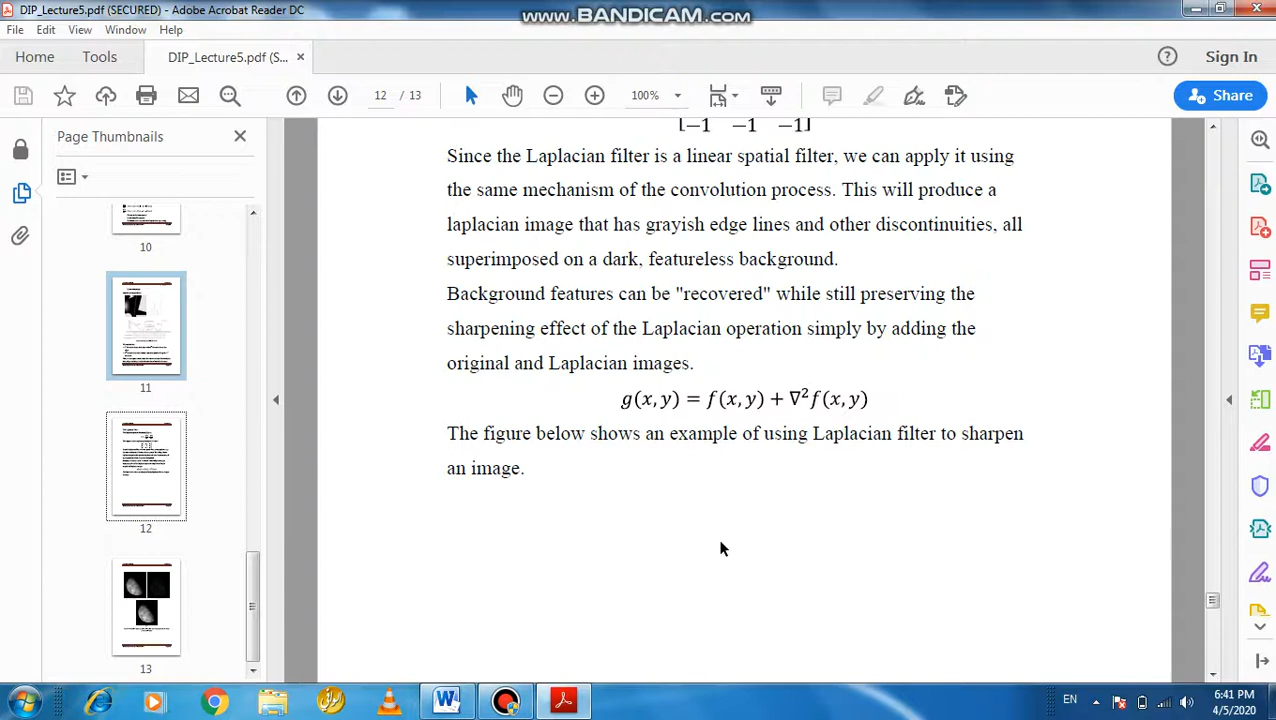 DIP_Lecture5.pdf (SECURED) - Adobe Acrobat Reader DC
www.BANDICAM.com
File Edit View Window Help
Home Tools DIP_Lecture5.pdf (S... × Sign In
12 / 13 100% Share
Page Thumbnails
10
11
12
13
[−1 −1 −1]
Since the Laplacian filter is a linear spatial filter, we can apply it using
the same mechanism of the convolution process. This will produce a
laplacian image that has grayish edge lines and other discontinuities, all
superimposed on a dark, featureless background.
Background features can be "recovered" while still preserving the
sharpening effect of the Laplacian operation simply by adding the
original and Laplacian images.
g(x, y) = f(x, y) + ∇²f(x, y)
The figure below shows an example of using Laplacian filter to sharpen
an image.
EN 6:41 PM
4/5/2020